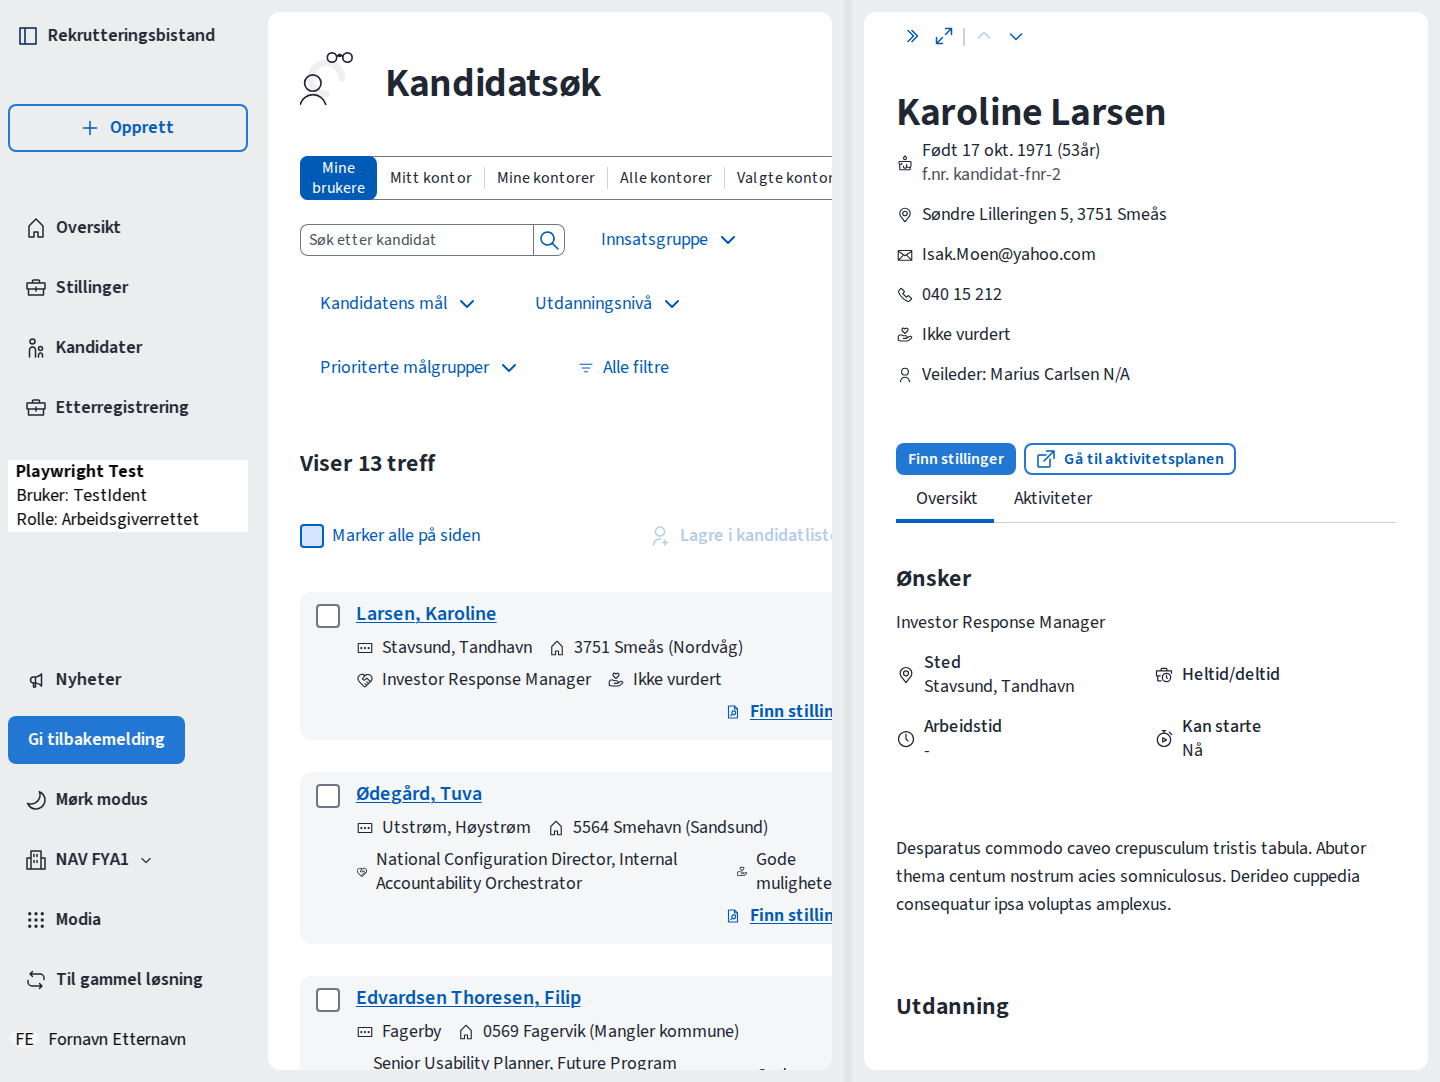 Rekrutteringsbistand
Opprett
Oversikt
Stillinger
Kandidater
Etterregistrering
Playwright Test
Bruker: TestIdent
Rolle: Arbeidsgiverrettet
Nyheter
Gi tilbakemelding
Mørk modus
NAV FYA1
Modia
Til gammel løsning
FE Fornavn Etternavn
Kandidatsøk
Mine brukere
Mitt kontor
Mine kontorer
Alle kontorer
Valgte kontor
Søk etter kandidat
Innsatsgruppe
Kandidatens mål
Utdanningsnivå
Prioriterte målgrupper
Alle filtre
Viser 13 treff
Marker alle på siden
Lagre i kandidatliste
Larsen, Karoline
Stavsund, Tandhavn
3751 Smeås (Nordvåg)
Investor Response Manager
Ikke vurdert
Finn stillin
Ødegård, Tuva
Utstrøm, Høystrøm
5564 Smehavn (Sandsund)
National Configuration Director, Internal
Accountability Orchestrator
Gode
mulighete
Finn stillin
Edvardsen Thoresen, Filip
Fagerby
0569 Fagervik (Mangler kommune)
Senior Usability Planner, Future Program
Karoline Larsen
Født 17 okt. 1971 (53år)
f.nr. kandidat-fnr-2
Søndre Lilleringen 5, 3751 Smeås
Isak.Moen@yahoo.com
040 15 212
Ikke vurdert
Veileder: Marius Carlsen N/A
Finn stillinger
Gå til aktivitetsplanen
Oversikt
Aktiviteter
Ønsker
Investor Response Manager
Sted
Stavsund, Tandhavn
Heltid/deltid
Arbeidstid
-
Kan starte
Nå
Desparatus commodo caveo crepusculum tristis tabula. Abutor
thema centum nostrum acies somniculosus. Derideo cuppedia
consequatur ipsa voluptas amplexus.
Utdanning